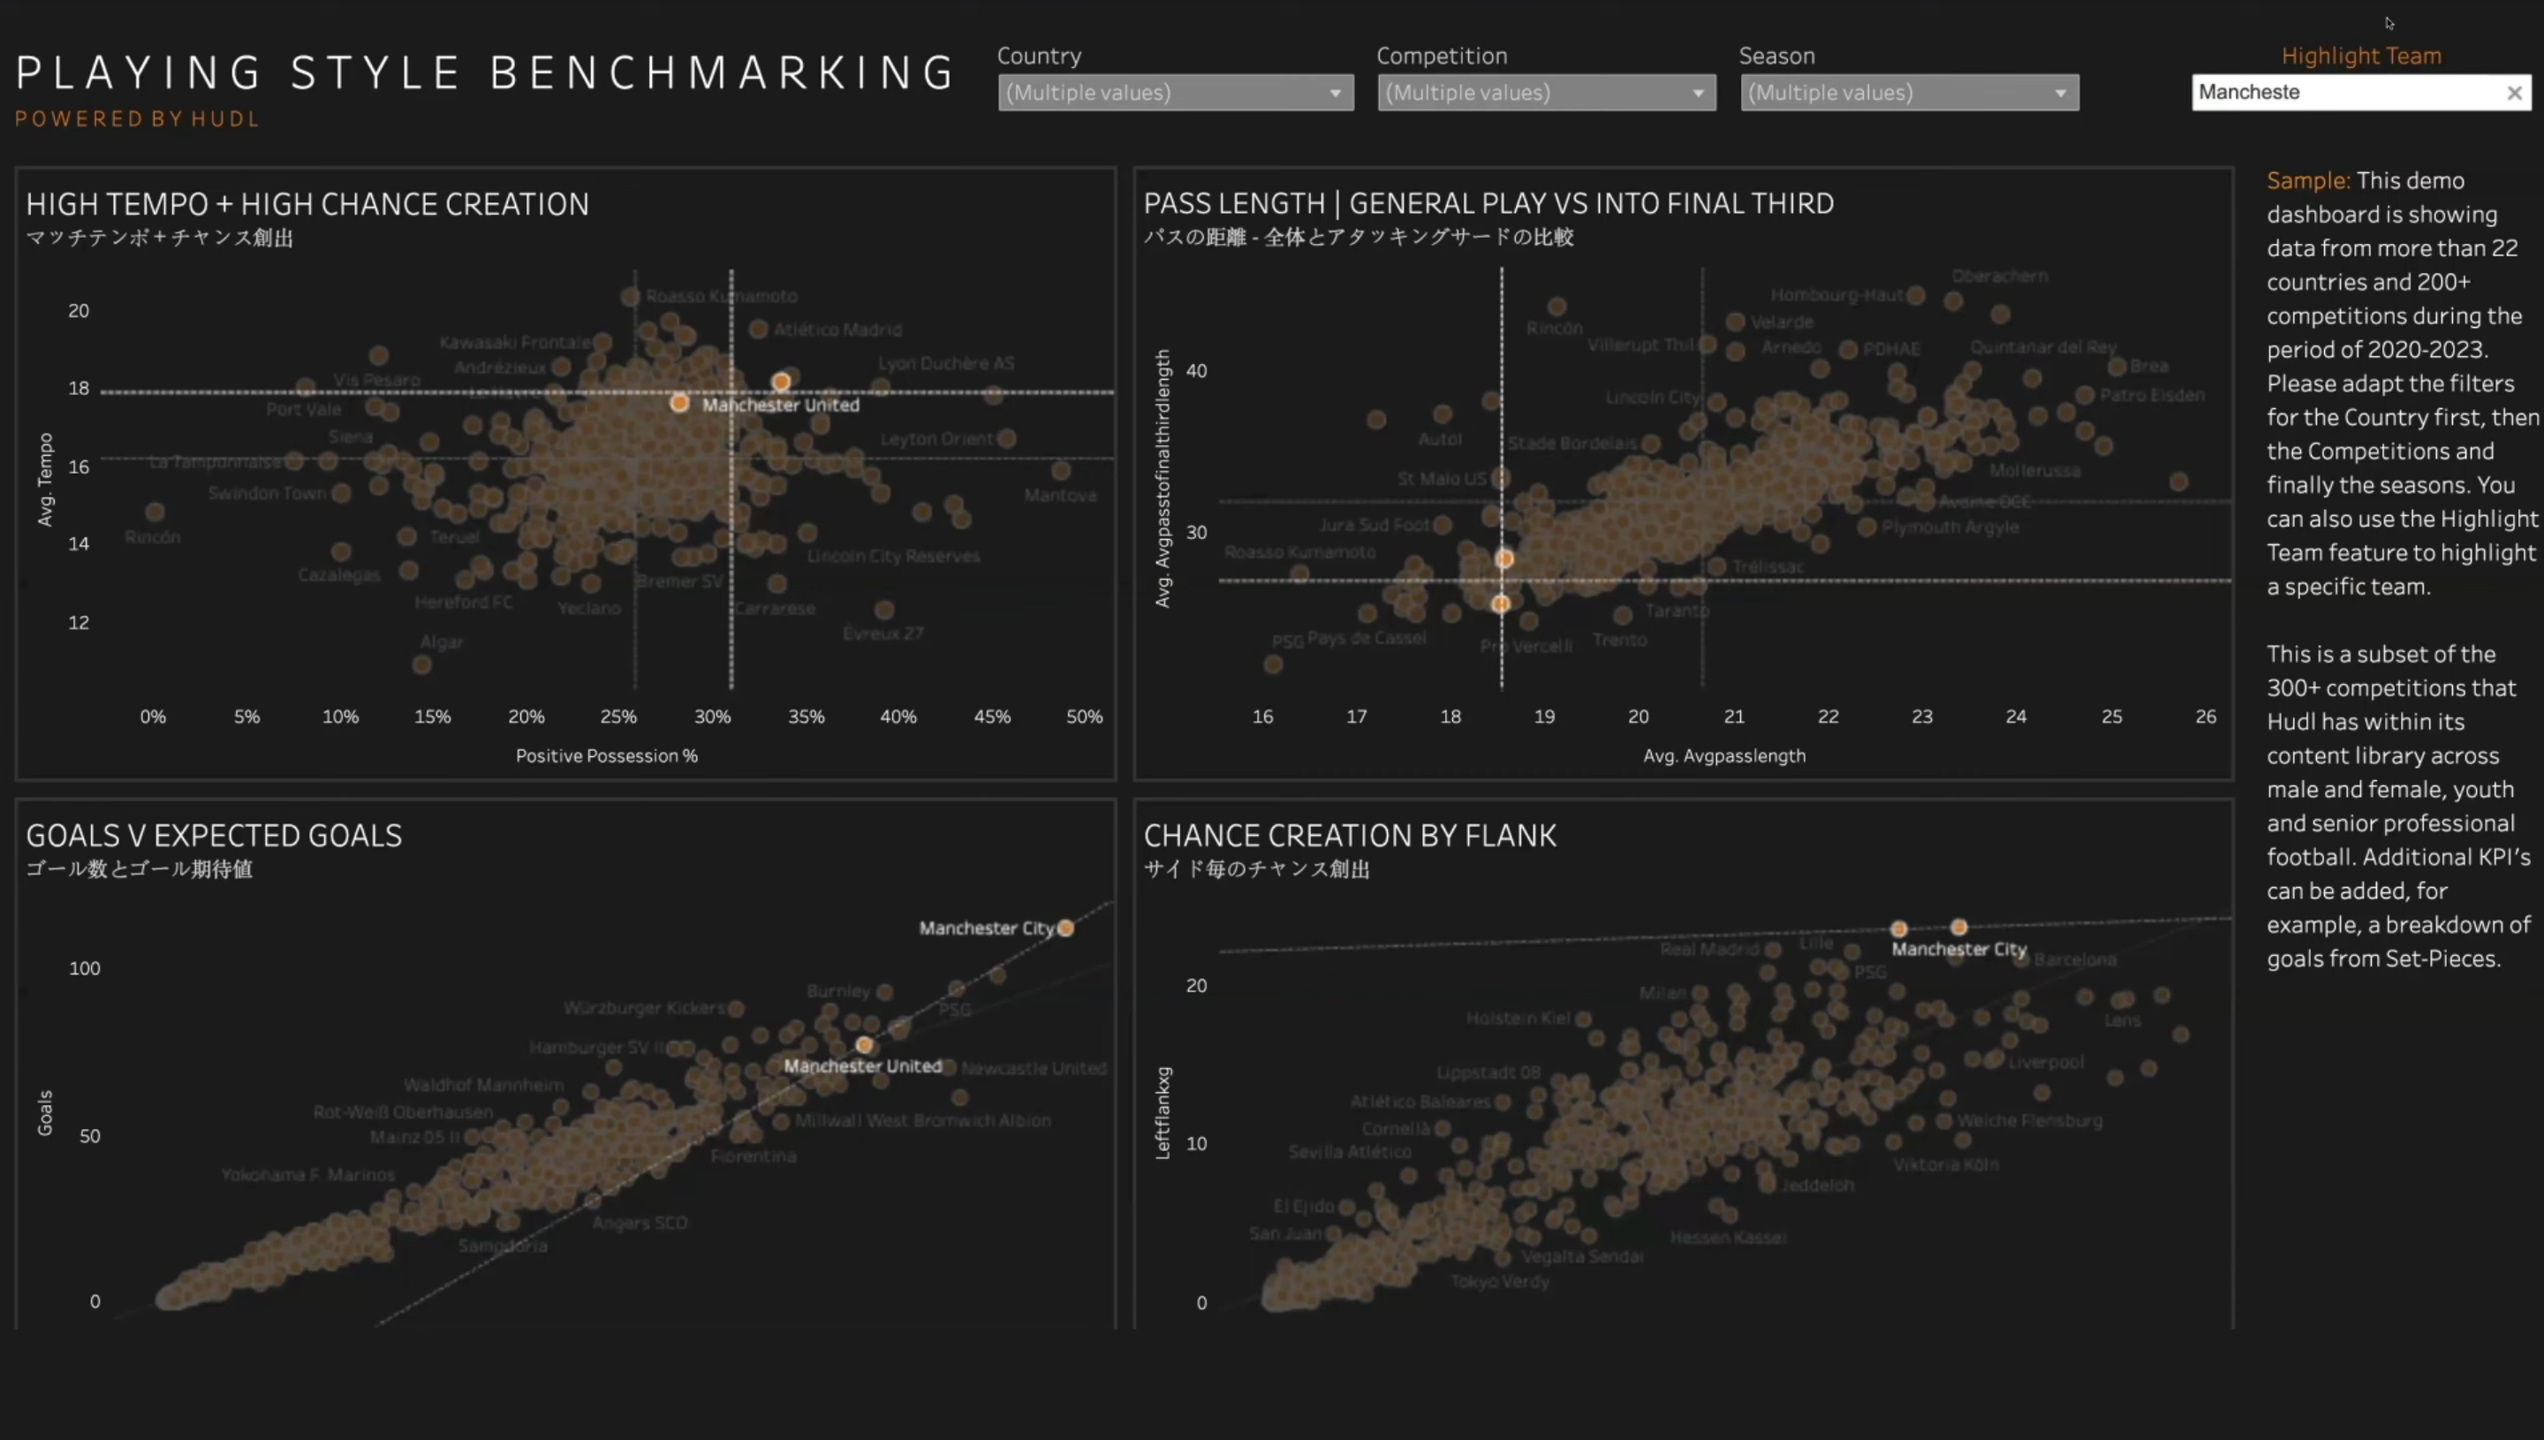 PLAYING STYLE BENCHMARKING
POWERED BY HUDL
Country
(Multiple values)
Competition
(Multiple values)
Season
(Multiple values)
Highlight Team
Mancheste
HIGH TEMPO + HIGH CHANCE CREATION
マッチテンポ+チャンス創出
Avg. Tempo
20
18
16
14
12
Roasso Kumamoto
Atlético Madrid
Kawasaki Frontale
Andrézieux
Lyon Duchère AS
Vis Pesaro
Port Vale
Manchester United
Siena
Leyton Orient
La Tamponnaise
Swindon Town
Mantova
Rincón
Teruel
Lincoln City Reserves
Cazalegas
Bremer SV
Hereford FC
Yeclano
Carrarese
Évreux 27
Algar
0% 5% 10% 15% 20% 25% 30% 35% 40% 45% 50%
Positive Possession %
PASS LENGTH | GENERAL PLAY VS INTO FINAL THIRD
パスの距離 - 全体とアタッキングサードの比較
Avg. Avgpasstofinalthirdlength
40
30
Oberachern
Hombourg-Haut
Rincón
Velarde
Villerupt Thil
Arnedo
PDHAE
Quintanar del Rey
Brea
Lincoln City
Patro Eisden
Autol
Stade Bordelais
St Malo US
Mollerussa
Avoine OCC
Jura Sud Foot
Plymouth Argyle
Roasso Kumamoto
Trélissac
Taranto
PSG
Pays de Cassel
Pro Vercelli
Trento
16 17 18 19 20 21 22 23 24 25 26
Avg. Avgpasslength
GOALS V EXPECTED GOALS
ゴール数とゴール期待値
Goals
100
50
0
Manchester City
Burnley
Würzburger Kickers
PSG
Hamburger SV II
Manchester United
Newcastle United
Waldhof Mannheim
Rot-Weiß Oberhausen
Millwall
West Bromwich Albion
Mainz 05 II
Fiorentina
Yokohama F. Marinos
Angers SCO
Sampdoria
CHANCE CREATION BY FLANK
サイド毎のチャンス創出
Leftflankxg
20
10
0
Real Madrid
Lille
Manchester City
Barcelona
PSG
Milan
Holstein Kiel
Lens
Liverpool
Lippstadt 08
Atlético Baleares
Weiche Flensburg
Cornellà
Sevilla Atlético
Viktoria Köln
Jeddeloh
El Ejido
San Juan
Hessen Kassel
Vegalta Sendai
Tokyo Verdy
Sample: This demo
dashboard is showing
data from more than 22
countries and 200+
competitions during the
period of 2020-2023.
Please adapt the filters
for the Country first, then
the Competitions and
finally the seasons. You
can also use the Highlight
Team feature to highlight
a specific team.
This is a subset of the
300+ competitions that
Hudl has within its
content library across
male and female, youth
and senior professional
football. Additional KPI's
can be added, for
example, a breakdown of
goals from Set-Pieces.